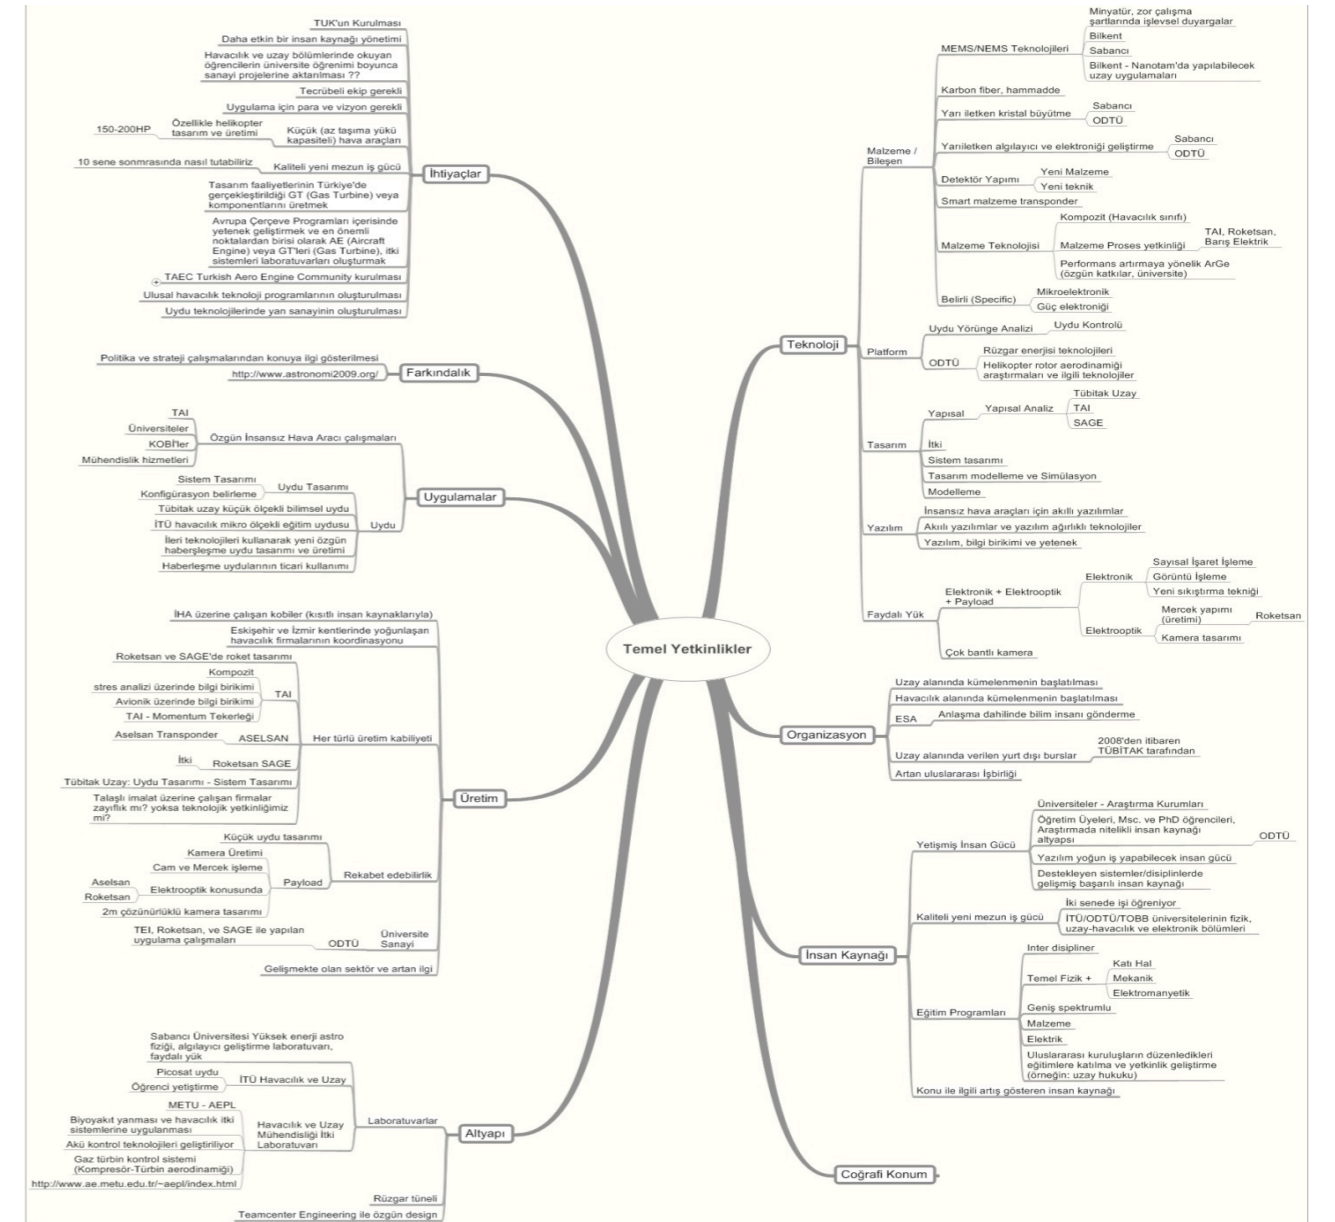 TUK'un Kurulması
Daha etkin bir insan kaynağı yönetimi
Havacılık ve uzay bölümlerinde okuyan
öğrencilerin üniversite öğrenimi boyunca
sanayi projelerine aktarılması ??
Tecrübeli ekip gerekli
Uygulama için para ve vizyon gerekli
150-200HP
Özellikle helikopter
tasarım ve üretimi
Küçük (az taşıma yükü
kapasiteli) hava araçları
10 sene sonmrasında nasıl tutabiliriz
Kaliteli yeni mezun iş gücü
Tasarım faaliyetlerinin Türkiye'de
gerçekleştirildiği GT (Gas Turbine) veya
komponentlarını üretmek
Avrupa Çerçeve Programları içerisinde
yetenek geliştirmek ve en önemli
noktalardan birisi olarak AE (Aircraft
Engine) veya GT'leri (Gas Turbine), itki
sistemleri laboratuvarları oluşturmak
TAEC Turkish Aero Engine Community kurulması
Ulusal havacılık teknoloji programlarının oluşturulması
Uydu teknolojilerinde yan sanayinin oluşturulması
İhtiyaçlar
Politika ve strateji çalışmalarından konuya ilgi gösterilmesi
http://www.astronomi2009.org/
Farkındalık
TAI
Üniversiteler
KOBİ'ler
Mühendislik hizmetleri
Özgün İnsansız Hava Aracı çalışmaları
Sistem Tasarımı
Konfigürasyon belirleme
Uydu Tasarımı
Tübitak uzay küçük ölçekli bilimsel uydu
İTÜ havacılık mikro ölçekli eğitim uydusu
İleri teknolojileri kullanarak yeni özgün
haberşleşme uydu tasarımı ve üretimi
Haberleşme uydularının ticari kullanımı
Uydu
Uygulamalar
İHA üzerine çalışan kobiler (kısıtlı insan kaynaklarıyla)
Eskişehir ve İzmir kentlerinde yoğunlaşan
havacılık firmalarının koordinasyonu
Roketsan ve SAGE'de roket tasarımı
Kompozit
stres analizi üzerinde bilgi birikimi
Avionik üzerinde bilgi birikimi
TAI - Momentum Tekerleği
TAI
Aselsan Transponder
ASELSAN
İtki
Roketsan SAGE
Tübitak Uzay: Uydu Tasarımı - Sistem Tasarımı
Talaşlı imalat üzerine çalışan firmalar
zayıflık mı? yoksa teknolojik yetkinliğimiz
mi?
Her türlü üretim kabiliyeti
Üretim
Küçük uydu tasarımı
Kamera Üretimi
Cam ve Mercek işleme
Aselsan
Roketsan
Elektrooptik konusunda
2m çözünürlüklü kamera tasarımı
Payload
Rekabet edebilirlik
TEI, Roketsan, ve SAGE ile yapılan
uygulama çalışmaları
ODTÜ
Üniversite
Sanayi
Gelişmekte olan sektör ve artan ilgi
Sabancı Üniversitesi Yüksek enerji astro
fiziği, algılayıcı geliştirme laboratuvarı,
faydalı yük
Picosat uydu
Öğrenci yetiştirme
İTÜ Havacılık ve Uzay
METU - AEPL
Biyoyakıt yanması ve havacılık itki
sistemlerine uygulanması
Akü kontrol teknolojileri geliştiriliyor
Gaz türbin kontrol sistemi
(Kompresör-Türbin aerodinamiği)
http://www.ae.metu.edu.tr/~aepl/index.html
Havacılık ve Uzay
Mühendisliği İtki
Laboratuvarı
Laboratuvarlar
Altyapı
Rüzgar tüneli
Teamcenter Engineering ile özgün design
Temel Yetkinlikler
Teknoloji
Malzeme /
Bileşen
MEMS/NEMS Teknolojileri
Minyatür, zor çalışma
şartlarında işlevsel duyargalar
Bilkent
Sabancı
Bilkent - Nanotam'da yapılabilecek
uzay uygulamaları
Karbon fiber, hammadde
Yarı iletken kristal büyütme
Sabancı
ODTÜ
Yarıiletken algılayıcı ve elektroniği geliştirme
Sabancı
ODTÜ
Detektör Yapımı
Yeni Malzeme
Yeni teknik
Smart malzeme transponder
Malzeme Teknolojisi
Kompozit (Havacılık sınıfı)
Malzeme Proses yetkinliği
TAI, Roketsan,
Barış Elektrik
Performans artırmaya yönelik ArGe
(özgün katkılar, üniversite)
Belirli (Specific)
Mikroelektronik
Güç elektroniği
Platform
Uydu Yörünge Analizi
Uydu Kontrolü
ODTÜ
Rüzgar enerjisi teknolojileri
Helikopter rotor aerodinamiği
araştırmaları ve ilgili teknolojiler
Tasarım
Yapısal
Yapısal Analiz
Tübitak Uzay
TAI
SAGE
İtki
Sistem tasarımı
Tasarım modelleme ve Simülasyon
Modelleme
Yazılım
İnsansız hava araçları için akıllı yazılımlar
Akıılı yazılımlar ve yazılım ağırlıklı teknolojiler
Yazılım, bilgi birikimi ve yetenek
Faydalı Yük
Elektronik + Elektrooptik
+ Payload
Elektronik
Sayısal İşaret İşleme
Görüntü İşleme
Yeni sıkıştırma tekniği
Elektrooptik
Mercek yapımı
(üretimi)
Roketsan
Kamera tasarımı
Çok bantlı kamera
Organizasyon
Uzay alanında kümelenmenin başlatılması
Havacılık alanında kümelenmenin başlatılması
ESA
Anlaşma dahilinde bilim insanı gönderme
Uzay alanında verilen yurt dışı burslar
2008'den itibaren
TÜBİTAK tarafından
Artan uluslararası İşbirliği
İnsan Kaynağı
Yetişmiş İnsan Gücü
Üniversiteler - Araştırma Kurumları
Öğretim Üyeleri, Msc. ve PhD öğrencileri,
Araştırmada nitelikli insan kaynağı
altyapsı
ODTÜ
Yazılım yoğun iş yapabilecek insan gücü
Destekleyen sistemler/disiplinlerde
gelişmiş başarılı insan kaynağı
Kaliteli yeni mezun iş gücü
İki senede işi öğreniyor
İTÜ/ODTÜ/TOBB üniversitelerinin fizik,
uzay-havacılık ve elektronik bölümleri
Eğitim Programları
Inter disipliner
Temel Fizik +
Katı Hal
Mekanik
Elektromanyetik
Geniş spektrumlu
Malzeme
Elektrik
Uluslararası kuruluşların düzenledikleri
eğitimlere katılma ve yetkinlik geliştirme
(örneğin: uzay hukuku)
Konu ile ilgili artış gösteren insan kaynağı
Coğrafi Konum